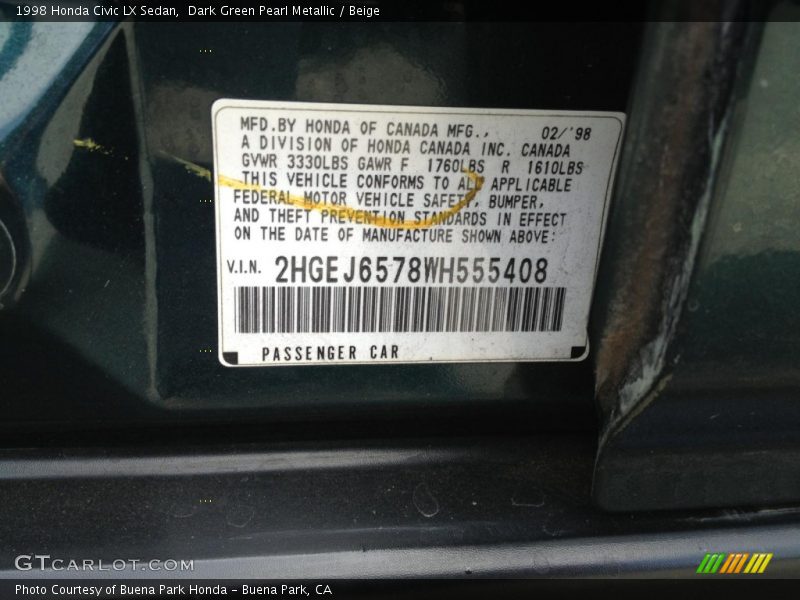 1998 Honda Civic LX Sedan,  Dark Green Pearl Metallic / Beige
MFD.BY HONDA OF CANADA MFG.,   02/'98
A DIVISION OF HONDA CANADA INC. CANADA
GVWR 3330LBS GAWR F  1760LBS  R  1610LBS
THIS VEHICLE CONFORMS TO ALL APPLICABLE
FEDERAL MOTOR VEHICLE SAFETY, BUMPER,
AND THEFT PREVENTION STANDARDS IN EFFECT
ON THE DATE OF MANUFACTURE SHOWN ABOVE:
V.I.N. 2HGEJ6578WH555408
PASSENGER CAR
GTCARLOT.COM
Photo Courtesy of Buena Park Honda - Buena Park, CA